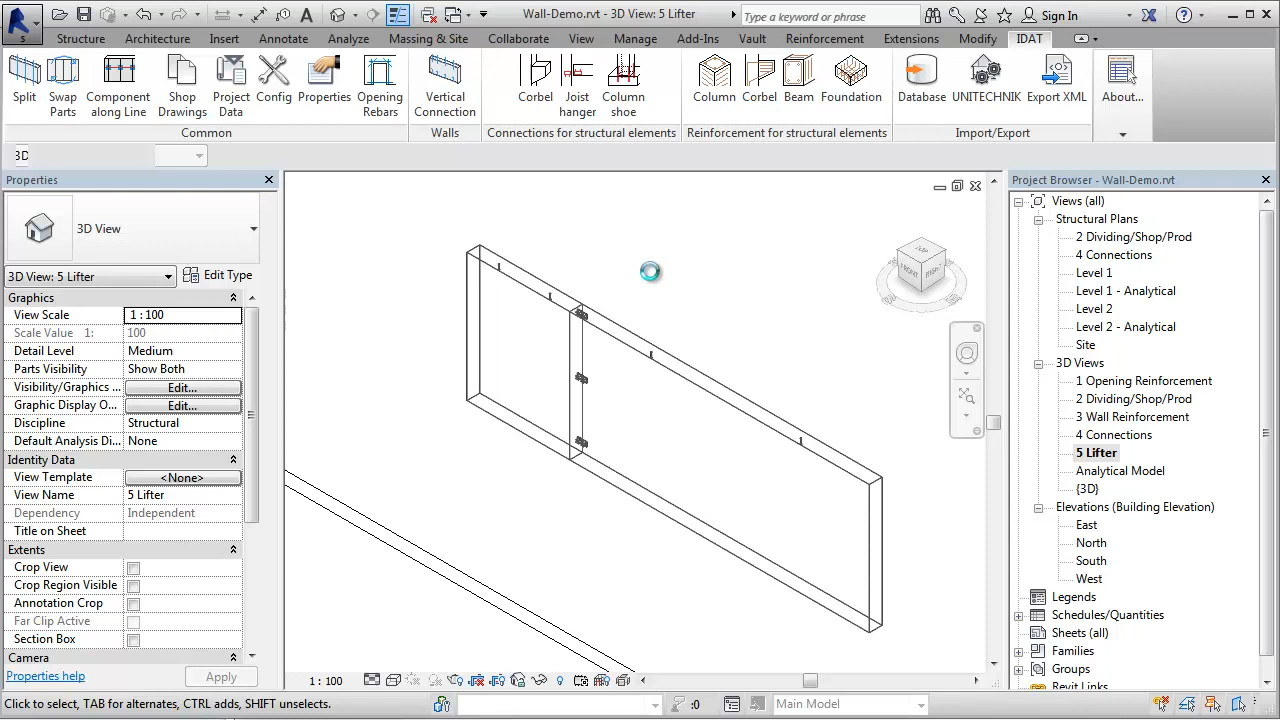 Wall-Demo.rvt - 3D View: 5 Lifter
Type a keyword or phrase
Sign In
Structure Architecture Insert Annotate Analyze Massing & Site Collaborate View Manage Add-Ins Vault Reinforcement Extensions Modify IDAT
Split
Swap Parts
Component along Line
Shop Drawings
Project Data
Config
Properties
Opening Rebars
Vertical Connection
Corbel
Joist hanger
Column shoe
Column
Corbel
Beam
Foundation
Database
UNITECHNIK
Export XML
About...
Common
Walls
Connections for structural elements
Reinforcement for structural elements
Import/Export
3D
Properties
3D View
3D View: 5 Lifter
Edit Type
Graphics
View Scale 1 : 100
Scale Value 1: 100
Detail Level Medium
Parts Visibility Show Both
Visibility/Graphics ... Edit...
Graphic Display O... Edit...
Discipline Structural
Default Analysis Di... None
Identity Data
View Template <None>
View Name 5 Lifter
Dependency Independent
Title on Sheet
Extents
Crop View
Crop Region Visible
Annotation Crop
Far Clip Active
Section Box
Camera
Properties help
Apply
TOP
FRONT
RIGHT
1 : 100
Project Browser - Wall-Demo.rvt
Views (all)
Structural Plans
2 Dividing/Shop/Prod
4 Connections
Level 1
Level 1 - Analytical
Level 2
Level 2 - Analytical
Site
3D Views
1 Opening Reinforcement
2 Dividing/Shop/Prod
3 Wall Reinforcement
4 Connections
5 Lifter
Analytical Model
{3D}
Elevations (Building Elevation)
East
North
South
West
Legends
Schedules/Quantities
Sheets (all)
Families
Groups
Revit Links
Click to select, TAB for alternates, CTRL adds, SHIFT unselects.
:0
Main Model